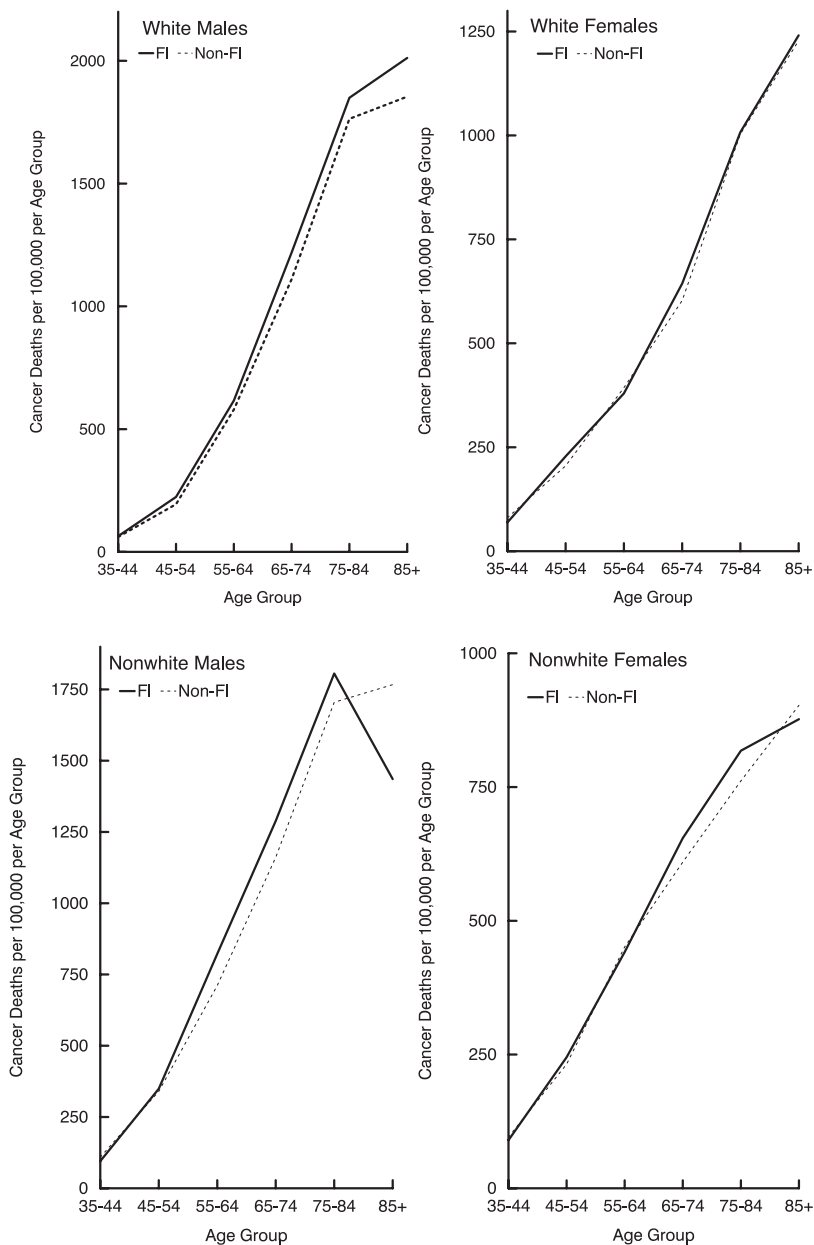 White Males
FI Non-FI
Cancer Deaths per 100,000 per Age Group
2000
1500
1000
500
0
35-44 45-54 55-64 65-74 75-84 85+
Age Group
White Females
FI Non-FI
Cancer Deaths per 100,000 per Age Group
1250
1000
750
500
250
0
35-44 45-54 55-64 65-74 75-84 85+
Age Group
Nonwhite Males
FI Non-FI
Cancer Deaths per 100,000 per Age Group
1750
1500
1250
1000
750
500
250
0
35-44 45-54 55-64 65-74 75-84 85+
Age Group
Nonwhite Females
FI Non-FI
Cancer Deaths per 100,000 per Age Group
1000
750
500
250
0
35-44 45-54 55-64 65-74 75-84 85+
Age Group